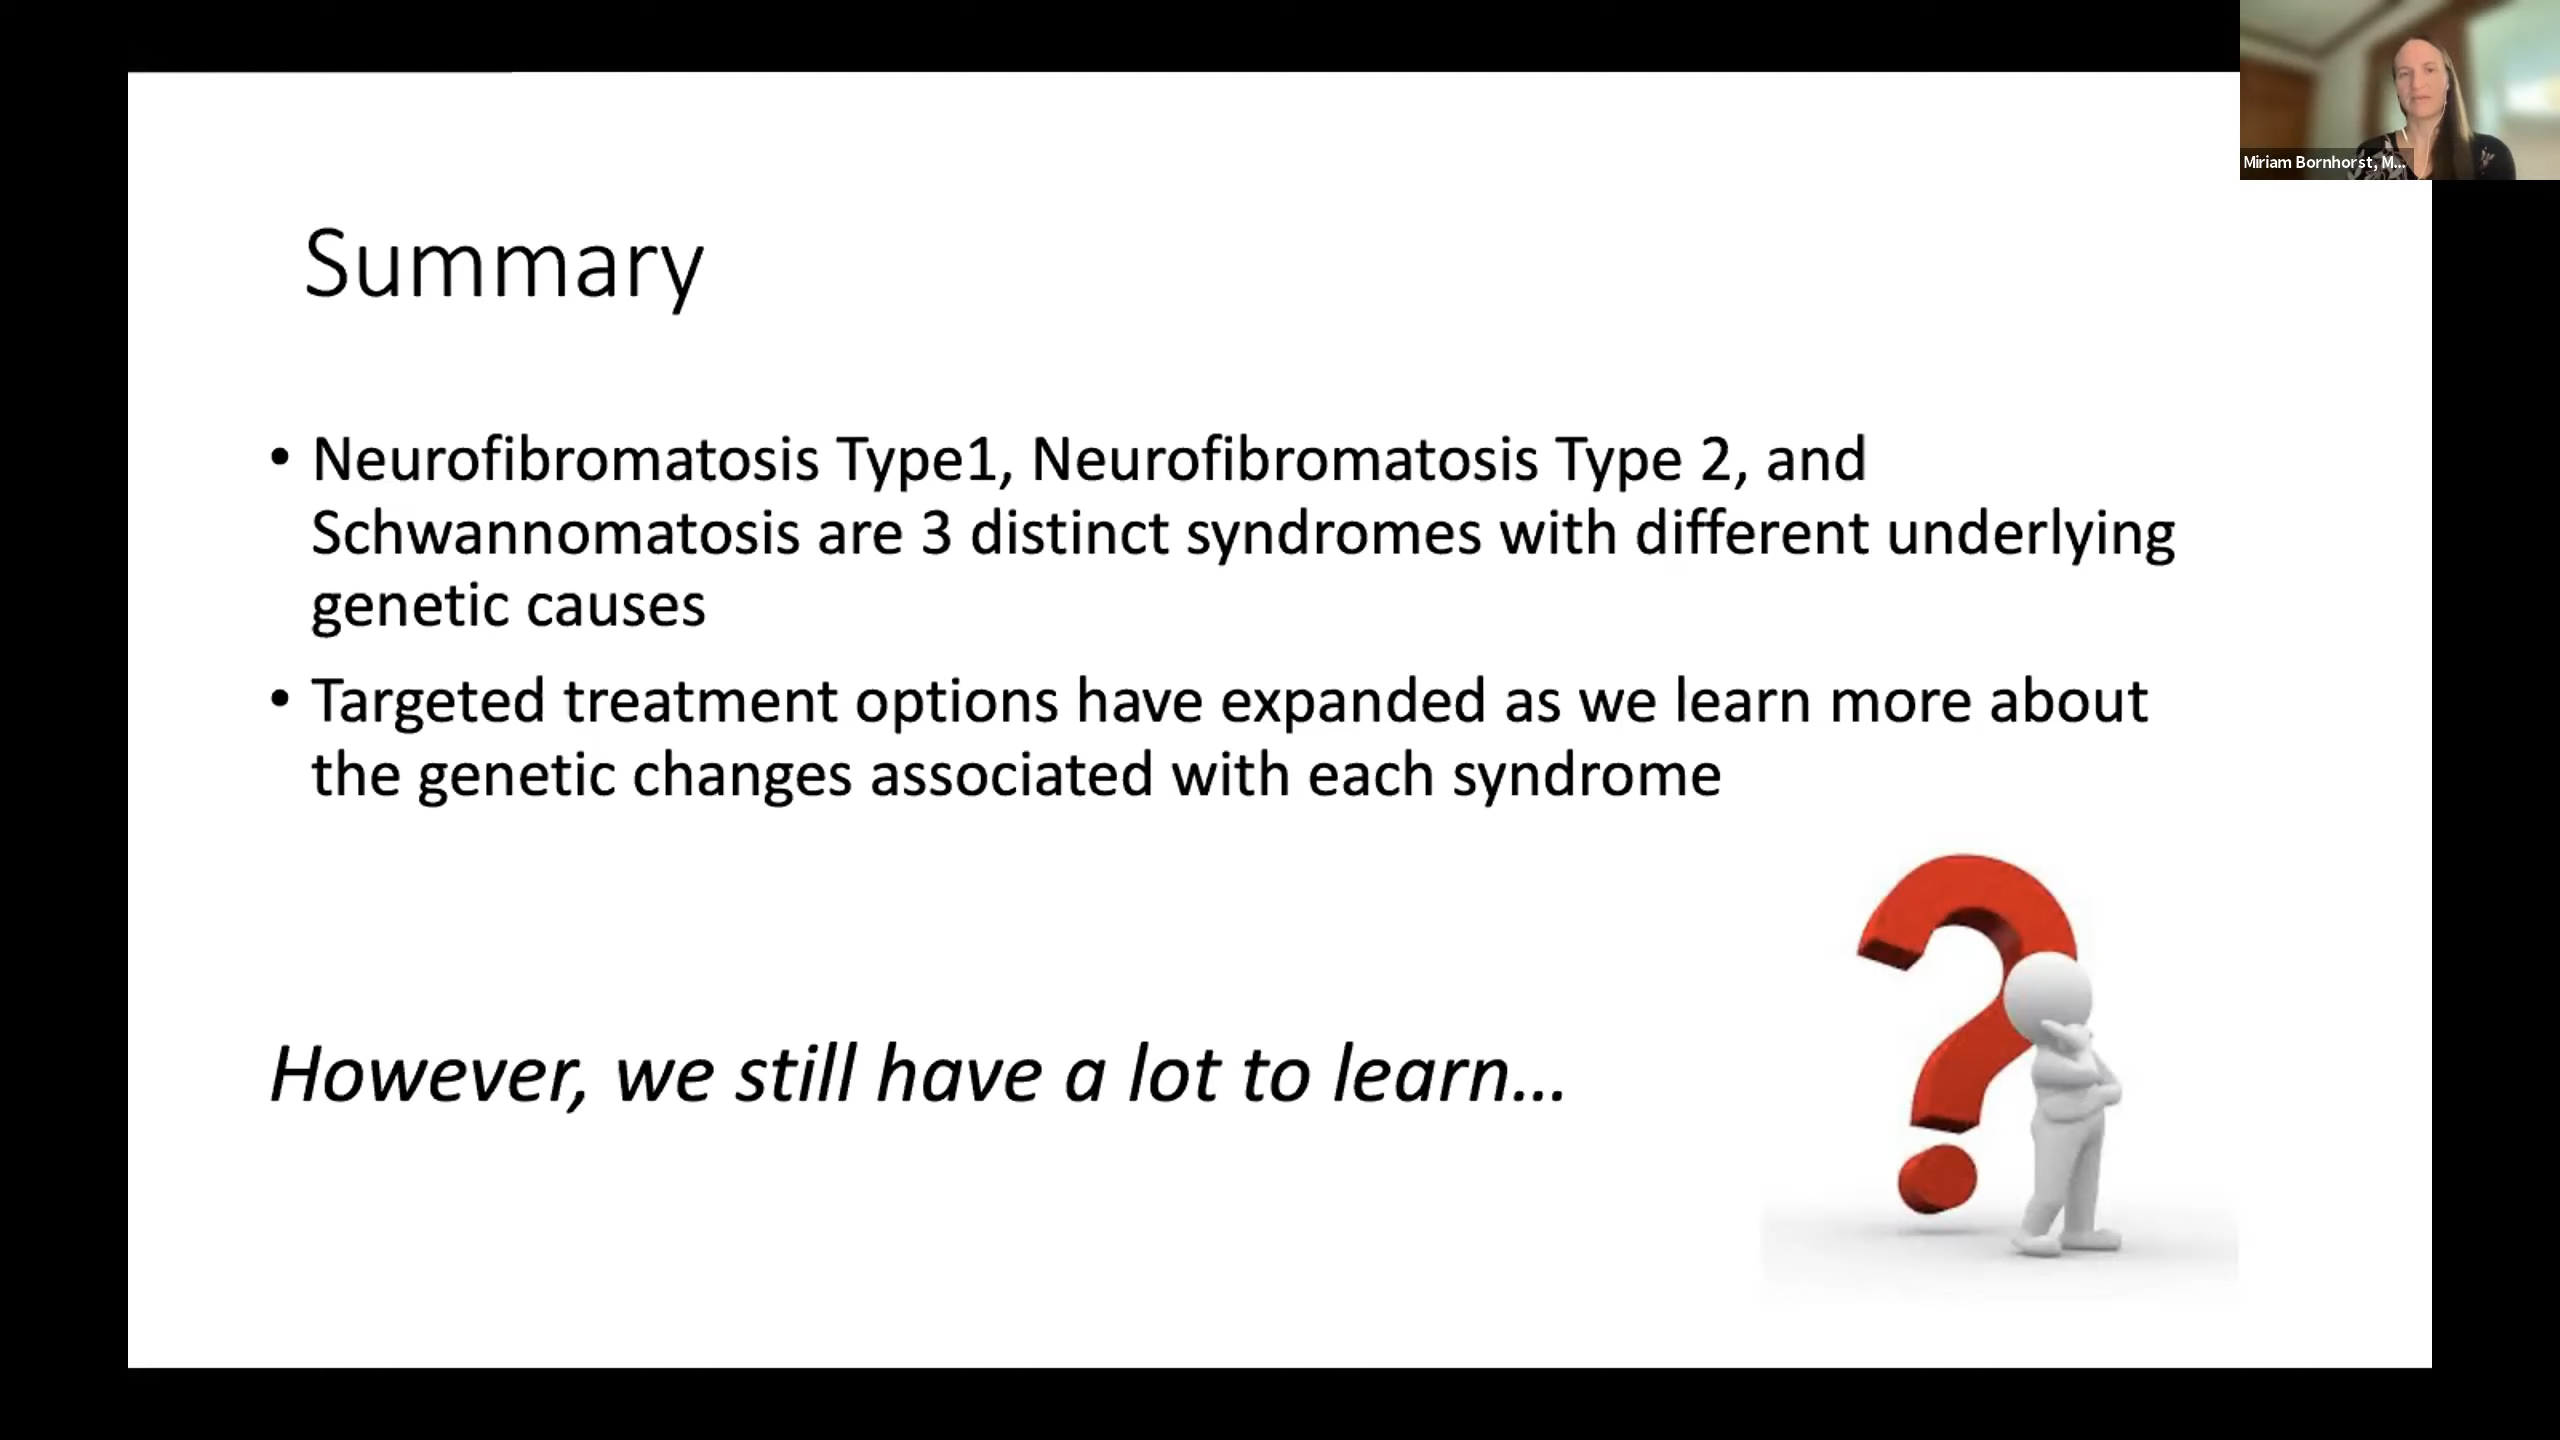 Miriam Bornhorst, M...
Summary
• Neurofibromatosis Type1, Neurofibromatosis Type 2, and
Schwannomatosis are 3 distinct syndromes with different underlying
genetic causes
• Targeted treatment options have expanded as we learn more about
the genetic changes associated with each syndrome
However, we still have a lot to learn...